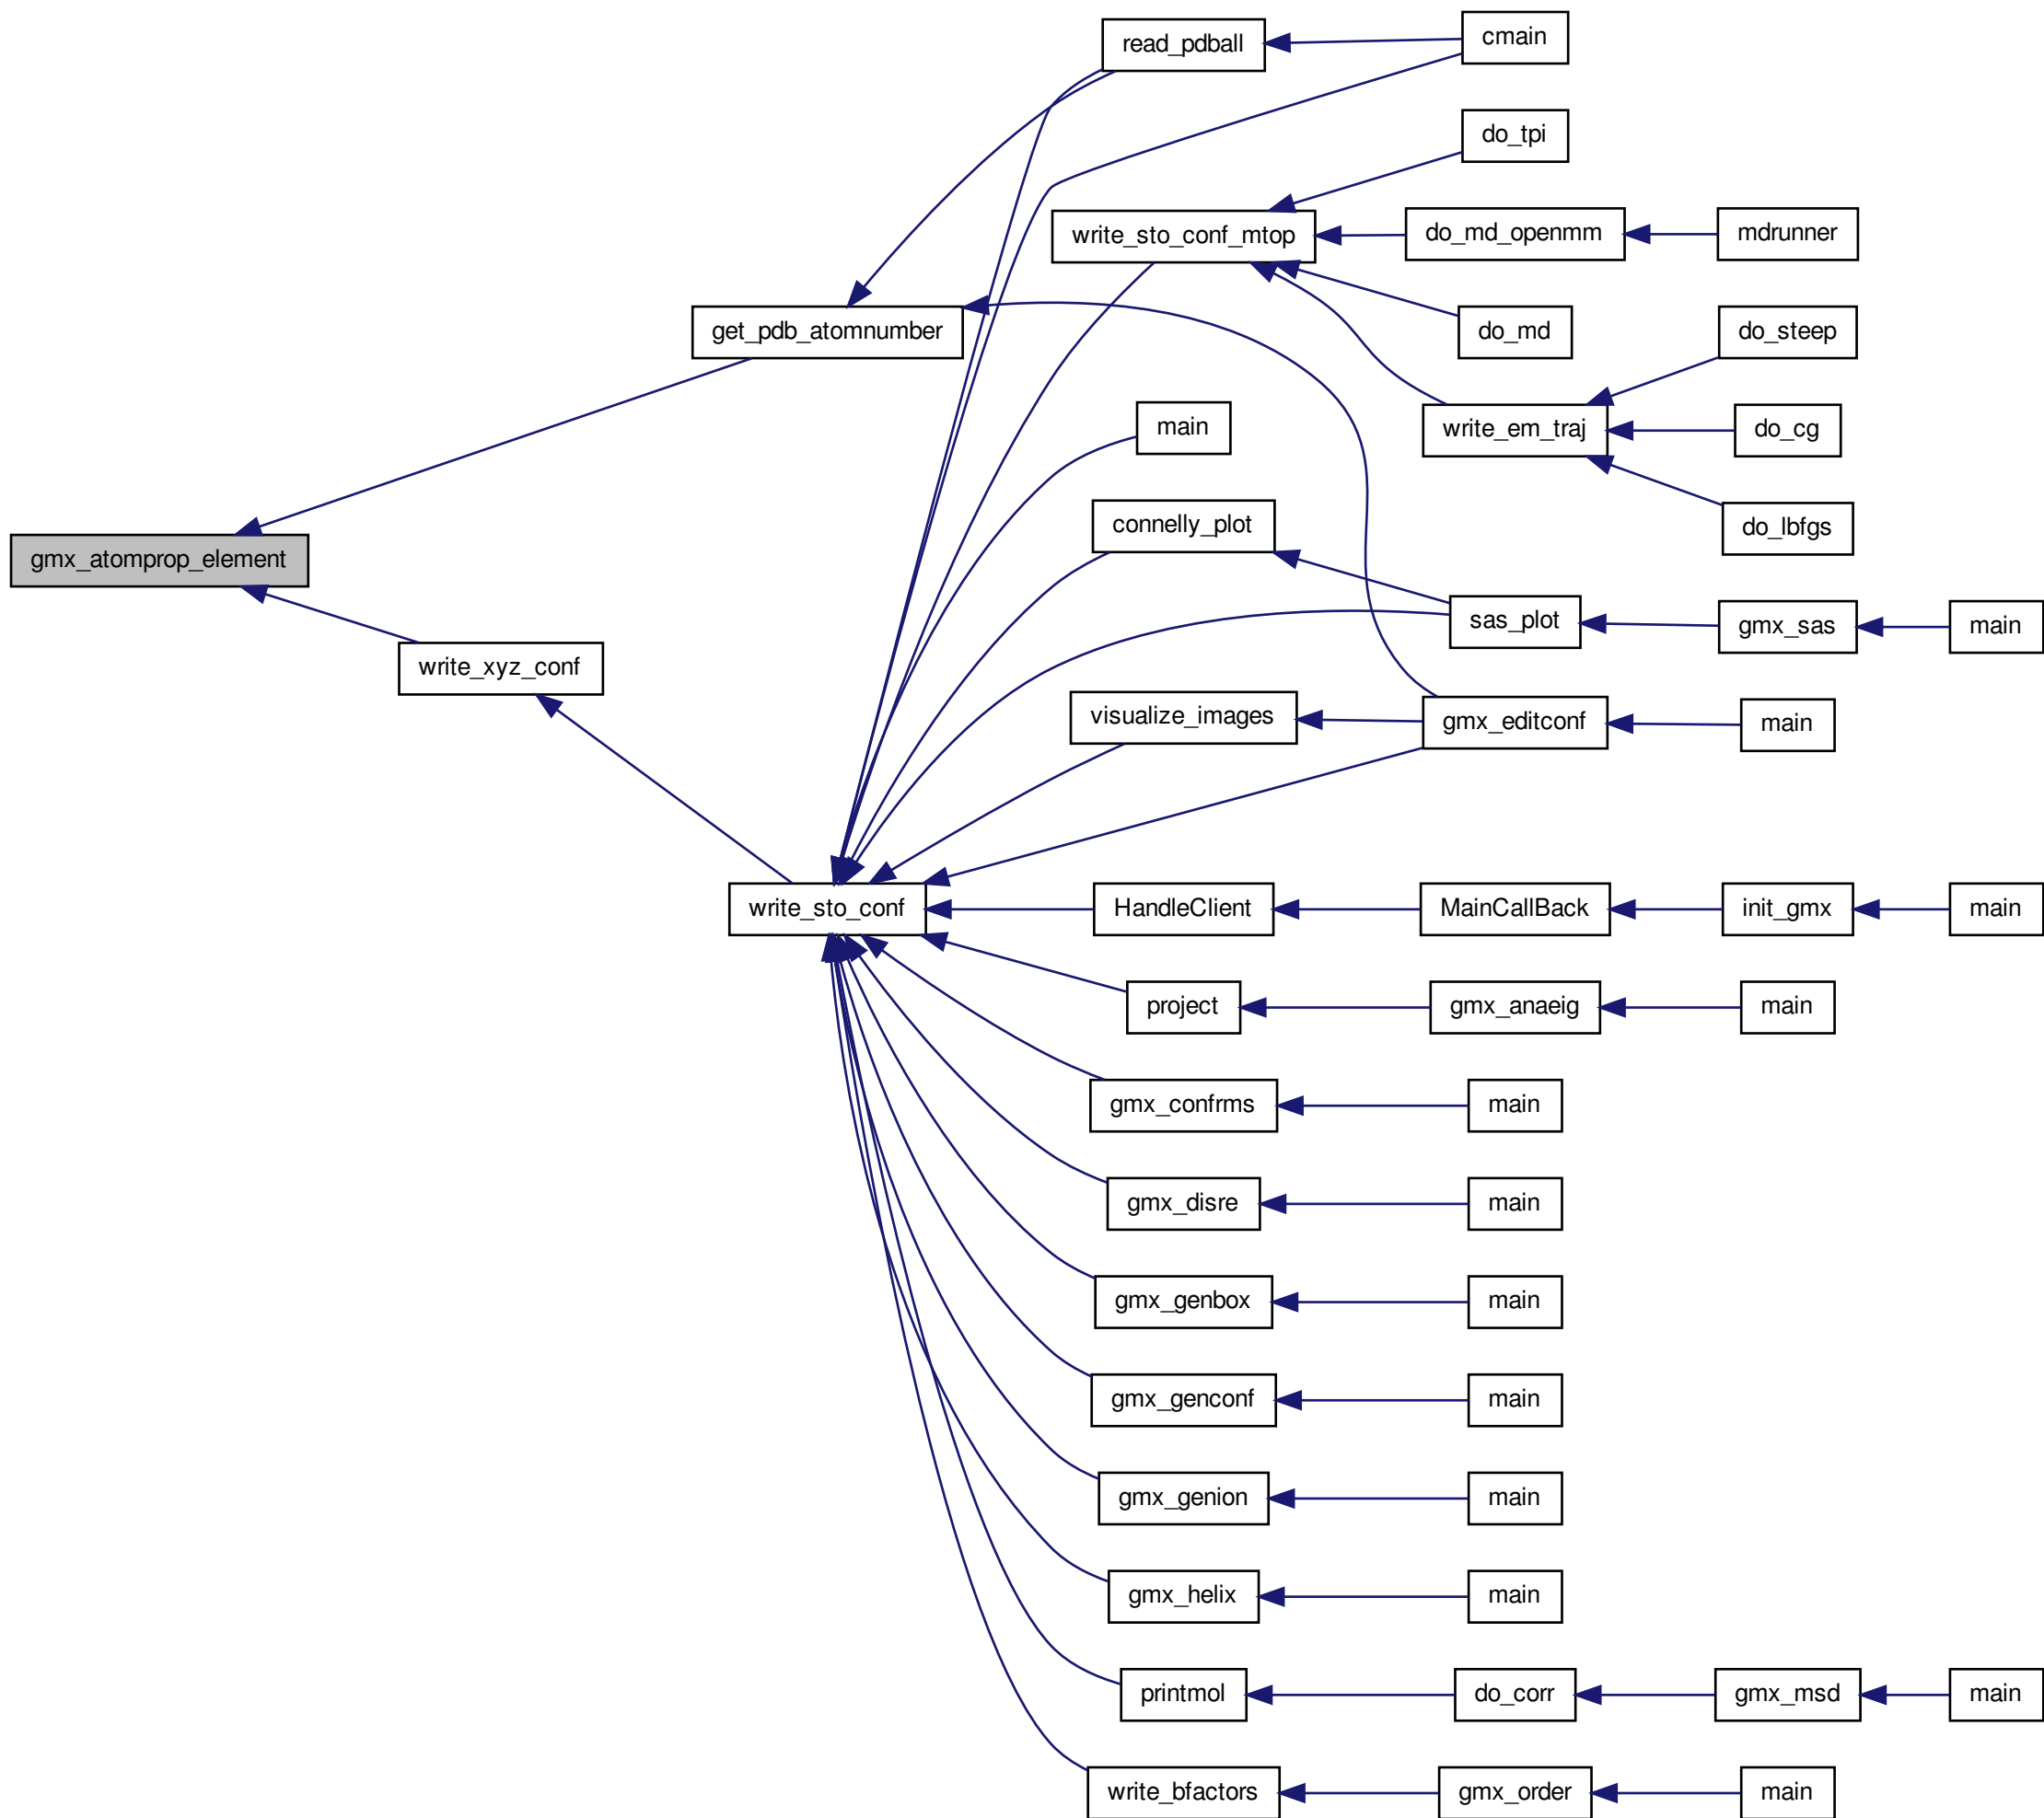 read_pdball
cmain
do_tpi
write_sto_conf_mtop
do_md_openmm
mdrunner
get_pdb_atomnumber
do_md
do_steep
main
write_em_traj
do_cg
connelly_plot
do_lbfgs
gmx_atomprop_element
sas_plot
gmx_sas
main
write_xyz_conf
visualize_images
gmx_editconf
main
write_sto_conf
HandleClient
MainCallBack
init_gmx
main
project
gmx_anaeig
main
gmx_confrms
main
gmx_disre
main
gmx_genbox
main
gmx_genconf
main
gmx_genion
main
gmx_helix
main
printmol
do_corr
gmx_msd
main
write_bfactors
gmx_order
main